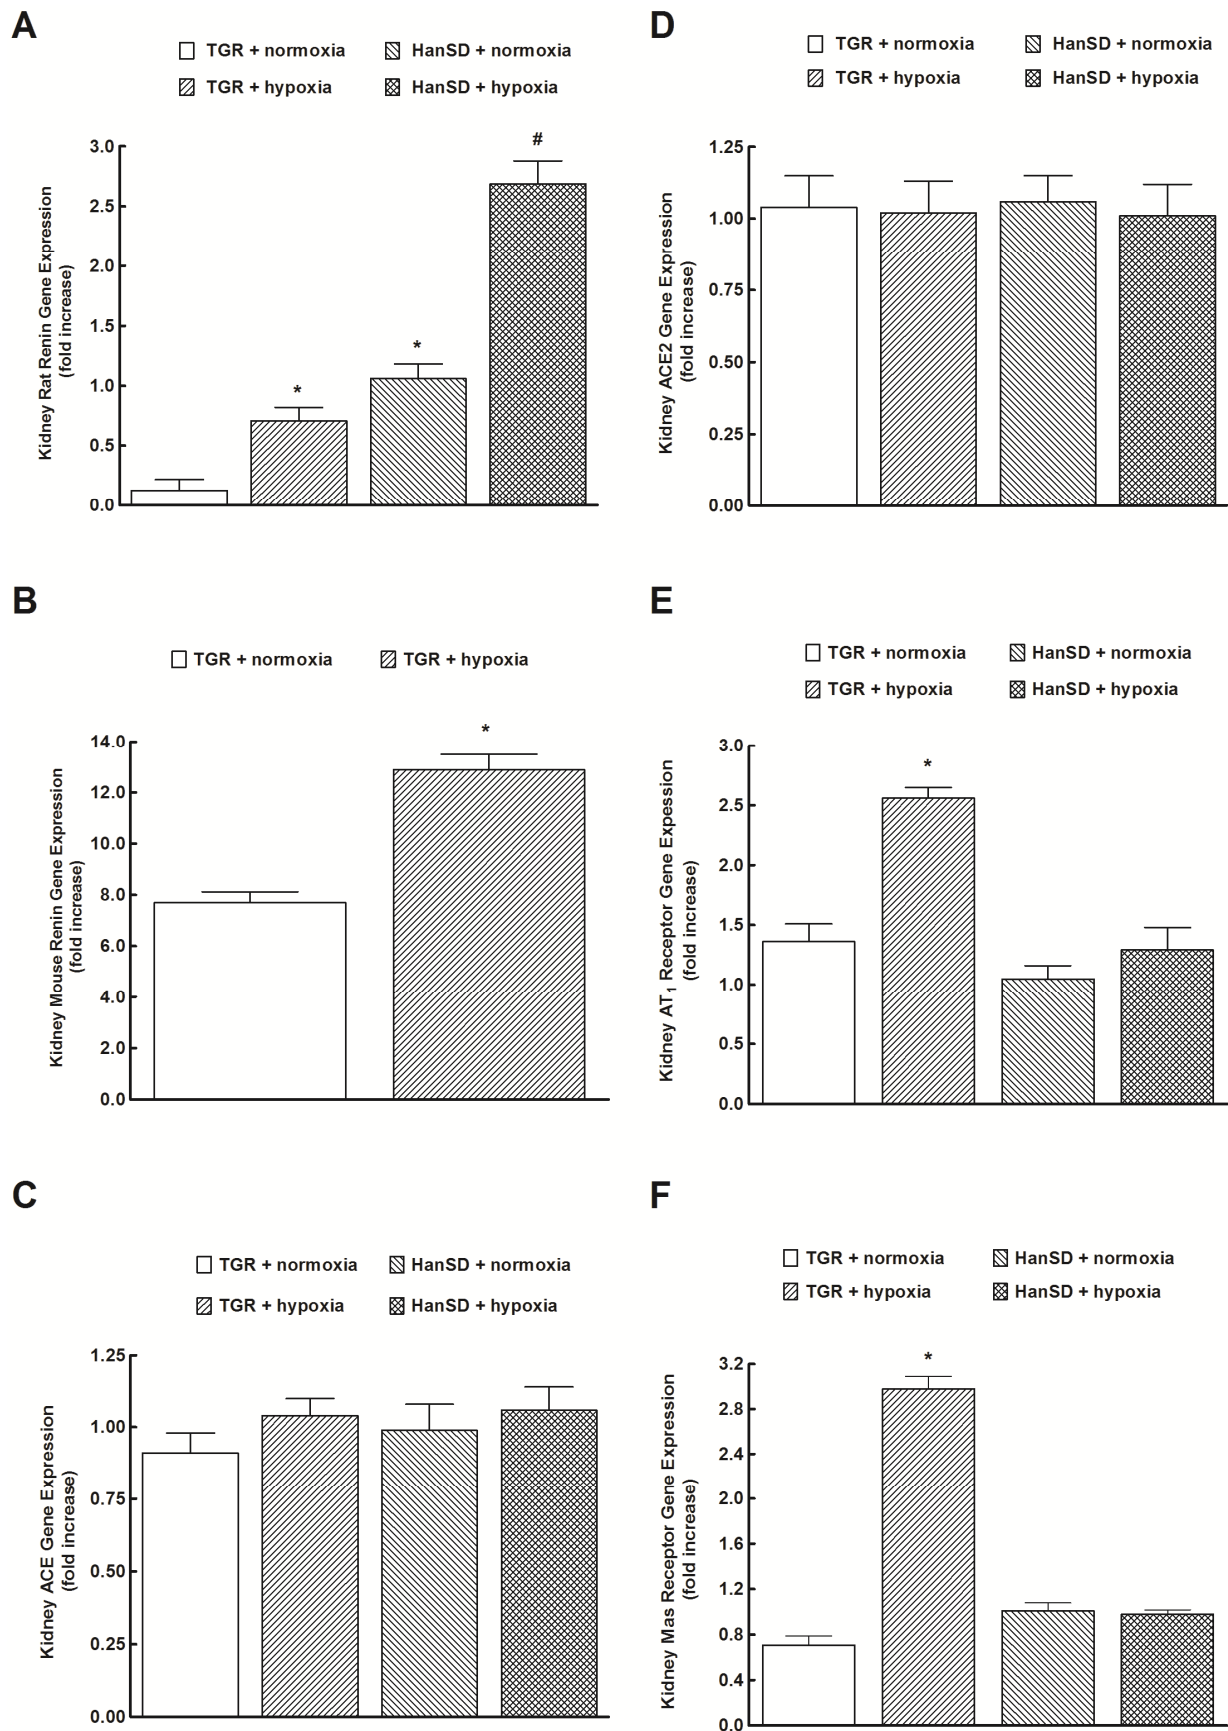 A
TGR + normoxia
HanSD + normoxia
TGR + hypoxia
HanSD + hypoxia
Kidney Rat Renin Gene Expression
(fold increase)
3.0
2.5
2.0
1.5
1.0
0.5
0.0
*
*
#
B
TGR + normoxia
TGR + hypoxia
Kidney Mouse Renin Gene Expression
(fold increase)
14.0
12.0
10.0
8.0
6.0
4.0
2.0
0.0
*
C
TGR + normoxia
HanSD + normoxia
TGR + hypoxia
HanSD + hypoxia
Kidney ACE Gene Expression
(fold increase)
1.25
1.00
0.75
0.50
0.25
0.00
D
TGR + normoxia
HanSD + normoxia
TGR + hypoxia
HanSD + hypoxia
Kidney ACE2 Gene Expression
(fold increase)
1.25
1.00
0.75
0.50
0.25
0.00
E
TGR + normoxia
HanSD + normoxia
TGR + hypoxia
HanSD + hypoxia
Kidney AT1 Receptor Gene Expession
(fold increase)
3.0
2.5
2.0
1.5
1.0
0.5
0.0
*
F
TGR + normoxia
HanSD + normoxia
TGR + hypoxia
HanSD + hypoxia
Kidney Mas Receptor Gene Expression
(fold increase)
3.2
2.8
2.4
2.0
1.6
1.2
0.8
0.4
0.0
*